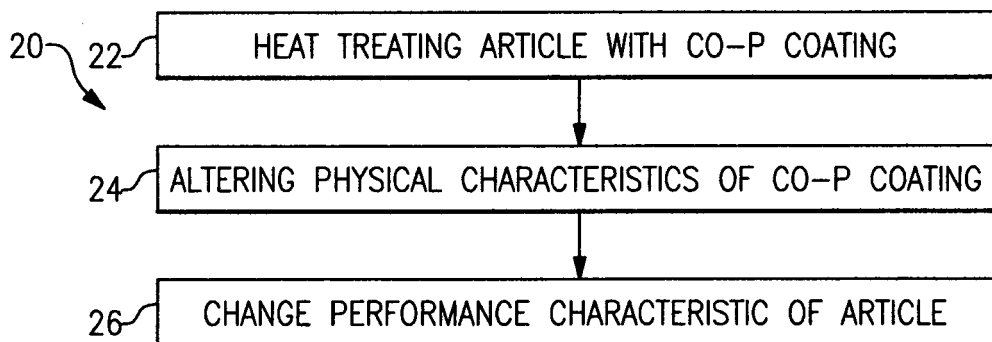 20
22 HEAT TREATING ARTICLE WITH CO-P COATING
24 ALTERING PHYSICAL CHARACTERISTICS OF CO-P COATING
26 CHANGE PERFORMANCE CHARACTERISTIC OF ARTICLE